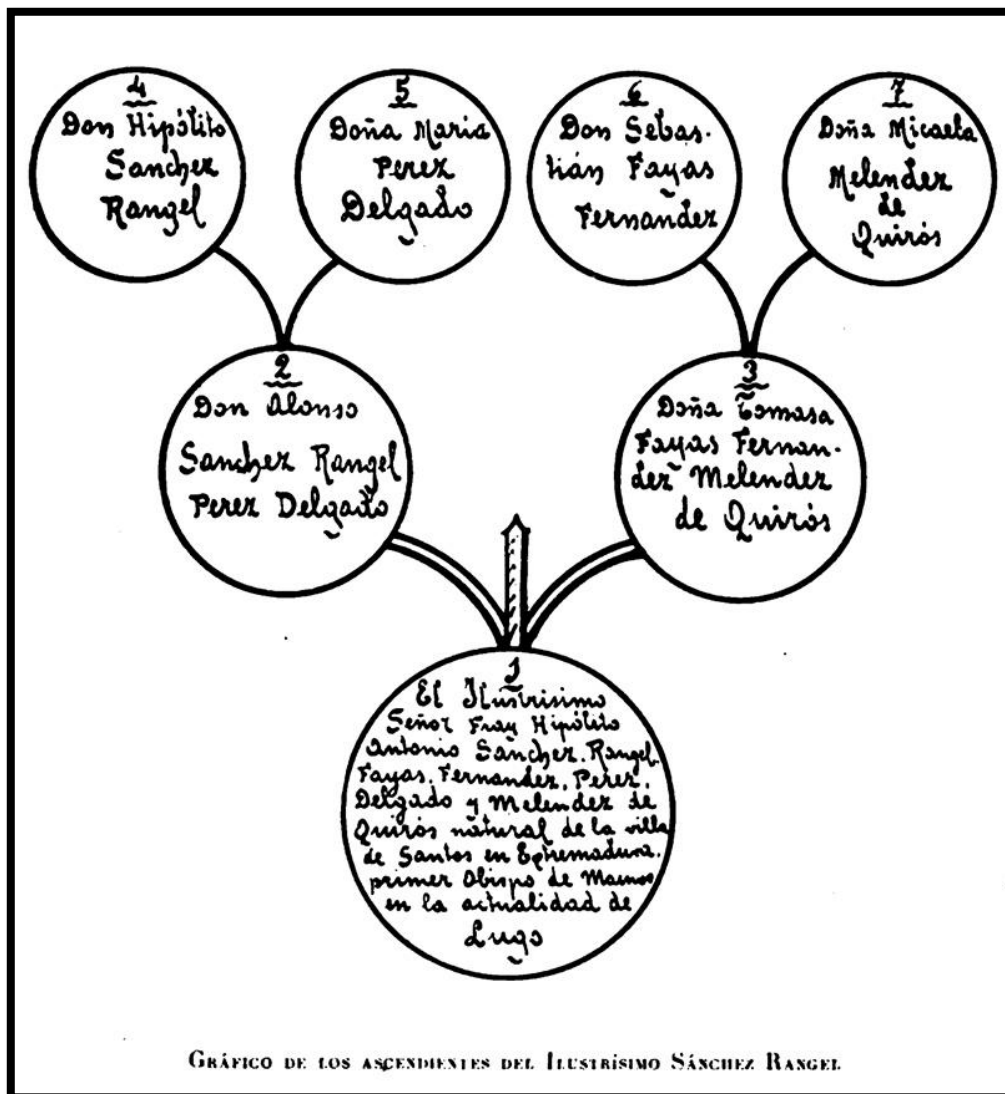 4
Don Hipólito
Sanchez
Rangel
5
Doña Maria
Perez
Delgado
6
Don Sebas-
tián Fayas
Fernandez
7
Doña Micaela
Melendez
de
Quirós
2
Don Alonso
Sanchez Rangel
Perez Delgado
3
Doña Tomasa
Fayas Fernan-
dez Melendez
de Quirós
1
El Ilustrisimo
Señor Fray Hipólito
Antonio Sanchez, Rangel,
Fayas, Fernandez, Perez,
Delgado y Melendez de
Quirós natural de la villa
de Santos en Extremadura,
primer Obispo de Mainas
en la actualidad de
Lugo
GRÁFICO DE LOS ASCENDIENTES DEL ILUSTRÍSIMO SÁNCHEZ RANGEL